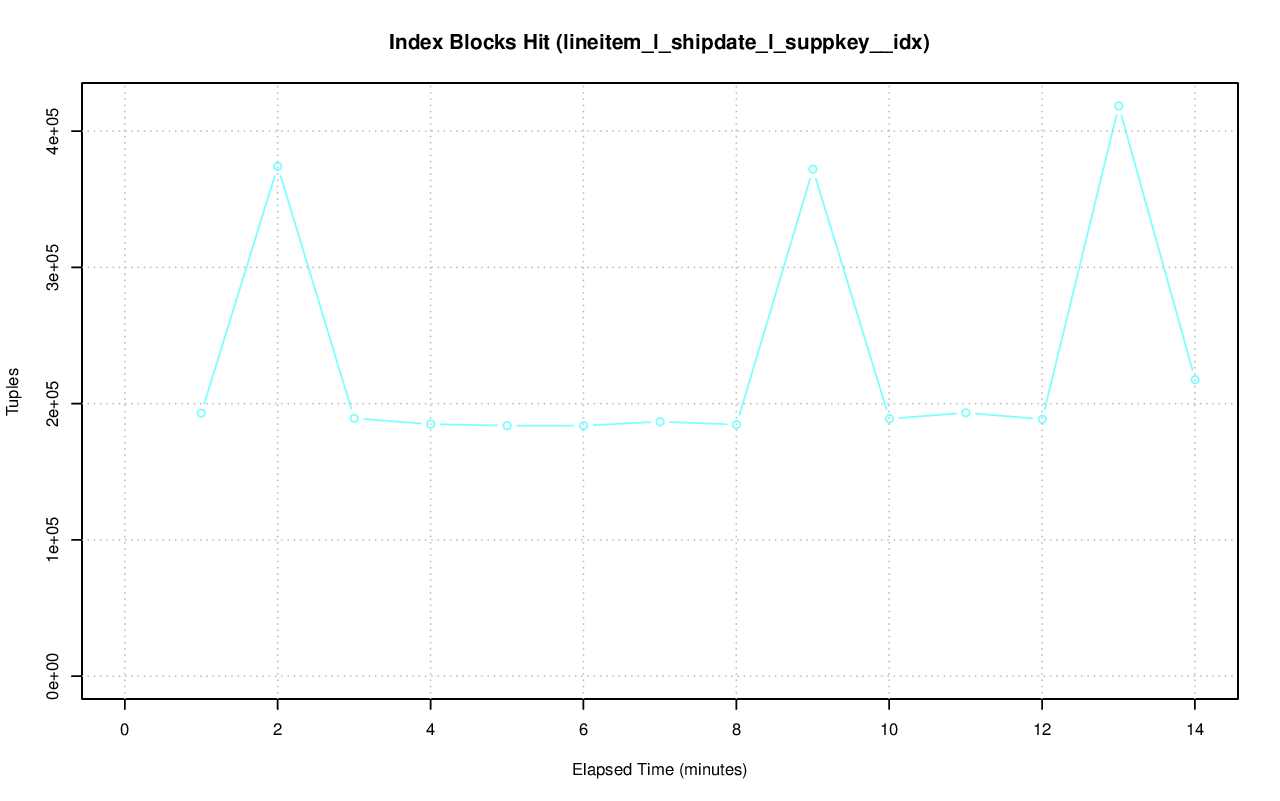 Index Blocks Hit (lineitem_l_shipdate_l_suppkey__idx)
4e+05
3e+05
2e+05
1e+05
0e+00
Tuples
0 2 4 6 8 10 12 14
Elapsed Time (minutes)